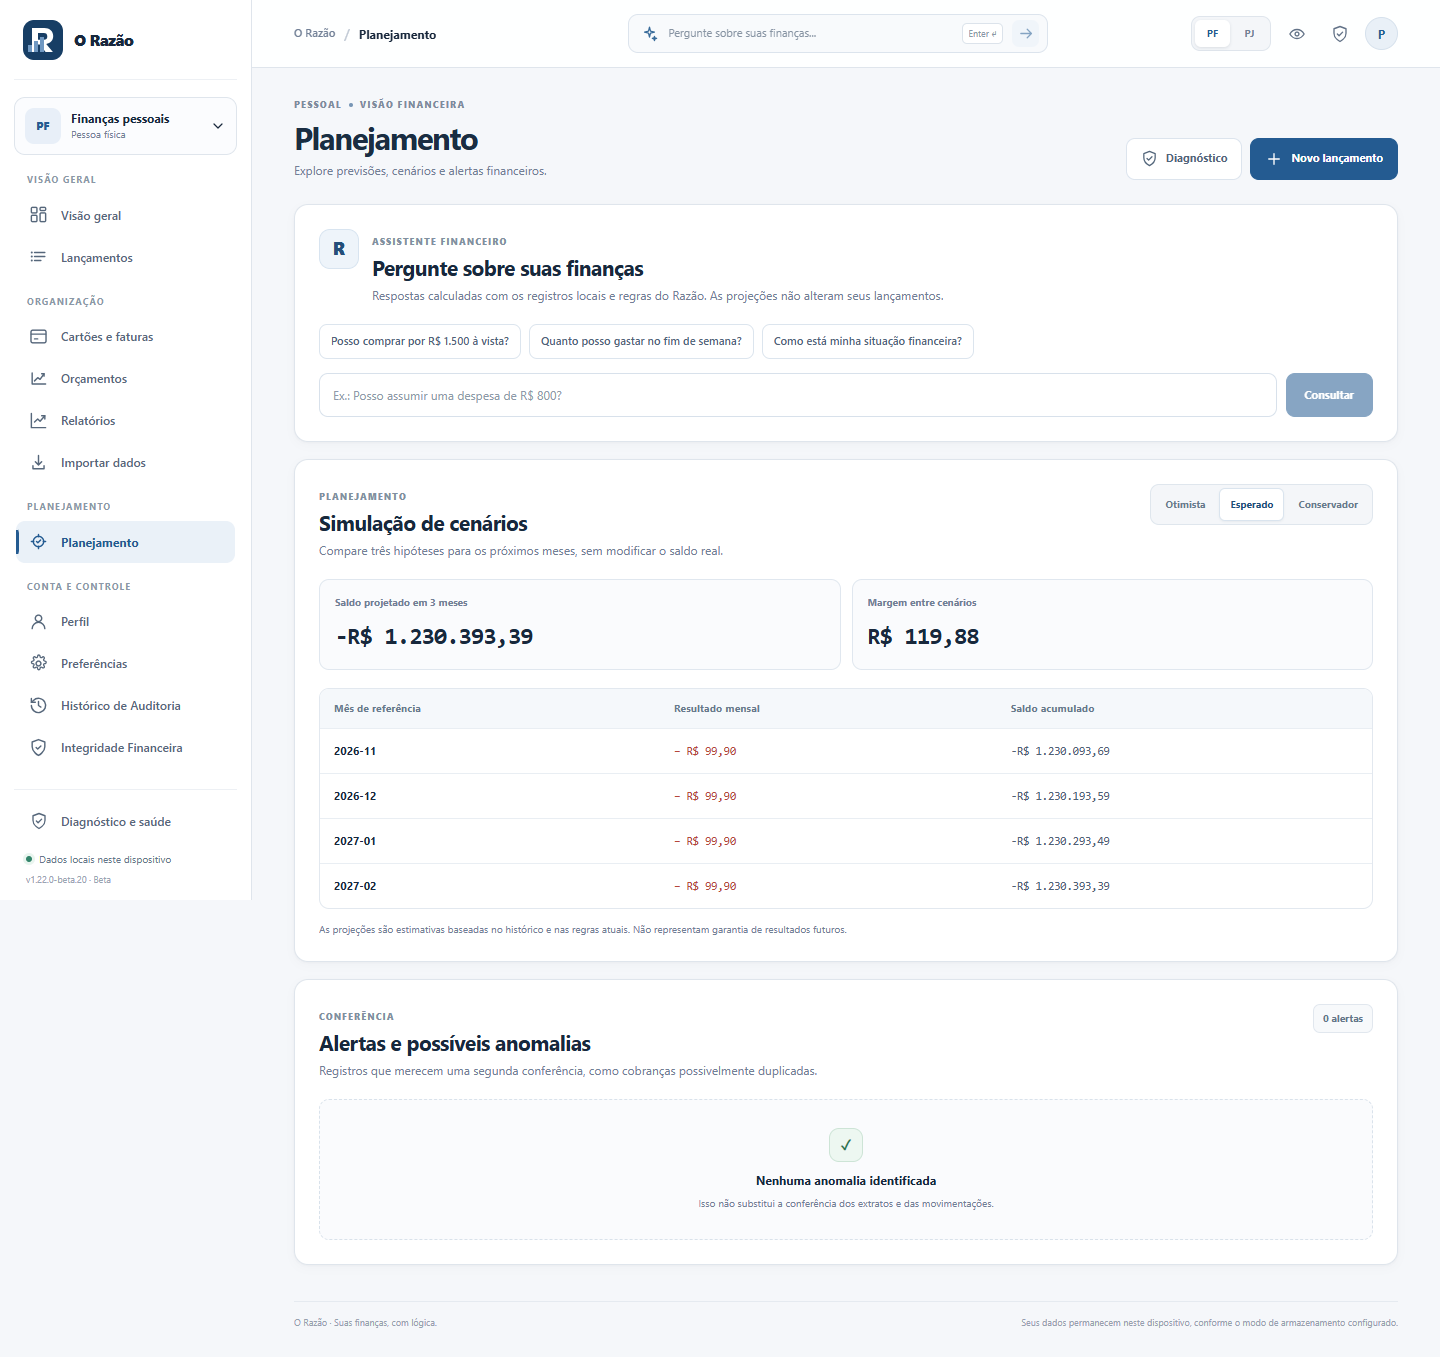 O Razão
PF
Finanças pessoais
Pessoa física
VISÃO GERAL
Visão geral
Lançamentos
ORGANIZAÇÃO
Cartões e faturas
Orçamentos
Relatórios
Importar dados
PLANEJAMENTO
Planejamento
CONTA E CONTROLE
Perfil
Preferências
Histórico de Auditoria
Integridade Financeira
Diagnóstico e saúde
Dados locais neste dispositivo
v1.22.0-beta.20 · Beta
O Razão / Planejamento
Pergunte sobre suas finanças...
Enter ↲
PF PJ
P
PESSOAL • VISÃO FINANCEIRA
Planejamento
Explore previsões, cenários e alertas financeiros.
Diagnóstico
Novo lançamento
R
ASSISTENTE FINANCEIRO
Pergunte sobre suas finanças
Respostas calculadas com os registros locais e regras do Razão. As projeções não alteram seus lançamentos.
Posso comprar por R$ 1.500 à vista?
Quanto posso gastar no fim de semana?
Como está minha situação financeira?
Ex.: Posso assumir uma despesa de R$ 800?
Consultar
PLANEJAMENTO
Simulação de cenários
Compare três hipóteses para os próximos meses, sem modificar o saldo real.
Otimista Esperado Conservador
Saldo projetado em 3 meses
-R$ 1.230.393,39
Margem entre cenários
R$ 119,88
Mês de referência Resultado mensal Saldo acumulado
2026-11 − R$ 99,90 -R$ 1.230.093,69
2026-12 − R$ 99,90 -R$ 1.230.193,59
2027-01 − R$ 99,90 -R$ 1.230.293,49
2027-02 − R$ 99,90 -R$ 1.230.393,39
As projeções são estimativas baseadas no histórico e nas regras atuais. Não representam garantia de resultados futuros.
CONFERÊNCIA
Alertas e possíveis anomalias
Registros que merecem uma segunda conferência, como cobranças possivelmente duplicadas.
0 alertas
✓
Nenhuma anomalia identificada
Isso não substitui a conferência dos extratos e das movimentações.
O Razão · Suas finanças, com lógica.
Seus dados permanecem neste dispositivo, conforme o modo de armazenamento configurado.